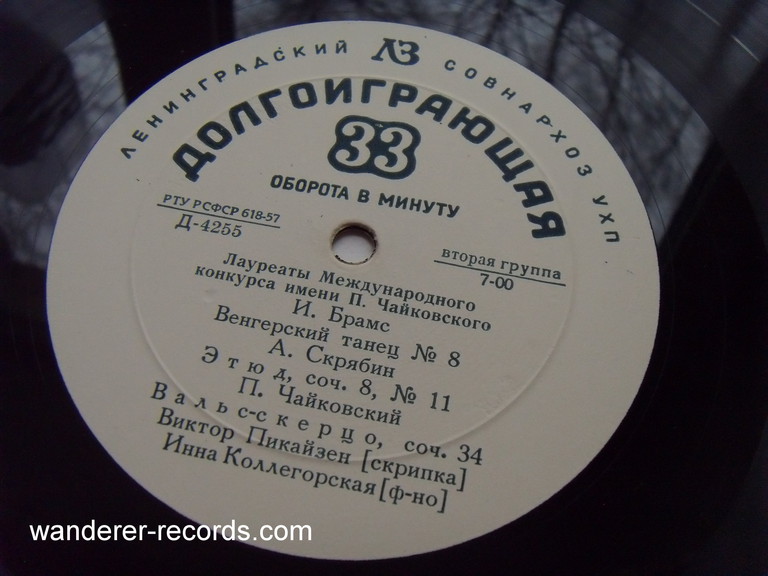 ЛЕНИНГРАДСКИЙ ЛЗ СОВНАРХОЗ УХП
ДОЛГОИГРАЮЩАЯ
33
ОБОРОТА В МИНУТУ
РТУ РСФСР 618-57
Д-4255
вторая группа
7-00
Лауреаты Международного
конкурса имени П. Чайковского
И. Брамс
Венгерский танец № 8
А. Скрябин
Этюд, соч. 8, № 11
П. Чайковский
Вальс-скерцо, соч. 34
Виктор Пикайзен [скрипка]
Инна Коллегорская [ф-но]
wanderer-records.com